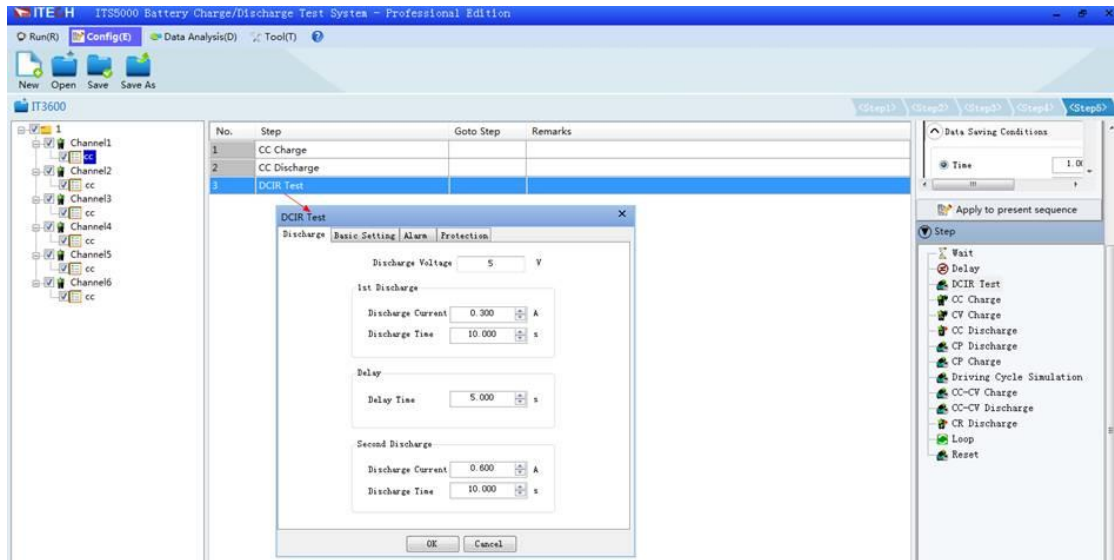 ITECH ITS5000 Battery Charge/Discharge Test System - Professional Edition
Run(R) Config(E) Data Analysis(D) Tool(T)
New Open Save Save As
IT3600
<Step1> <Step2> <Step3> <Step4> <Step5>
1
Channel1
cc
Channel2
cc
Channel3
cc
Channel4
cc
Channel5
cc
Channel6
cc
No. Step Goto Step Remarks
1 CC Charge
2 CC Discharge
3 DCIR Test
DCIR Test
Discharge Basic Setting Alarm Protection
Discharge Voltage 5 V
1st Discharge
Discharge Current 0.300 A
Discharge Time 10.000 s
Delay
Delay Time 5.000 s
Second Discharge
Discharge Current 0.600 A
Discharge Time 10.000 s
OK Cancel
Data Saving Conditions
Time 1.00
Apply to present sequence
Step
Wait
Delay
DCIR Test
CC Charge
CV Charge
CC Discharge
CP Discharge
CP Charge
Driving Cycle Simulation
CC-CV Charge
CC-CV Discharge
CR Discharge
Loop
Reset